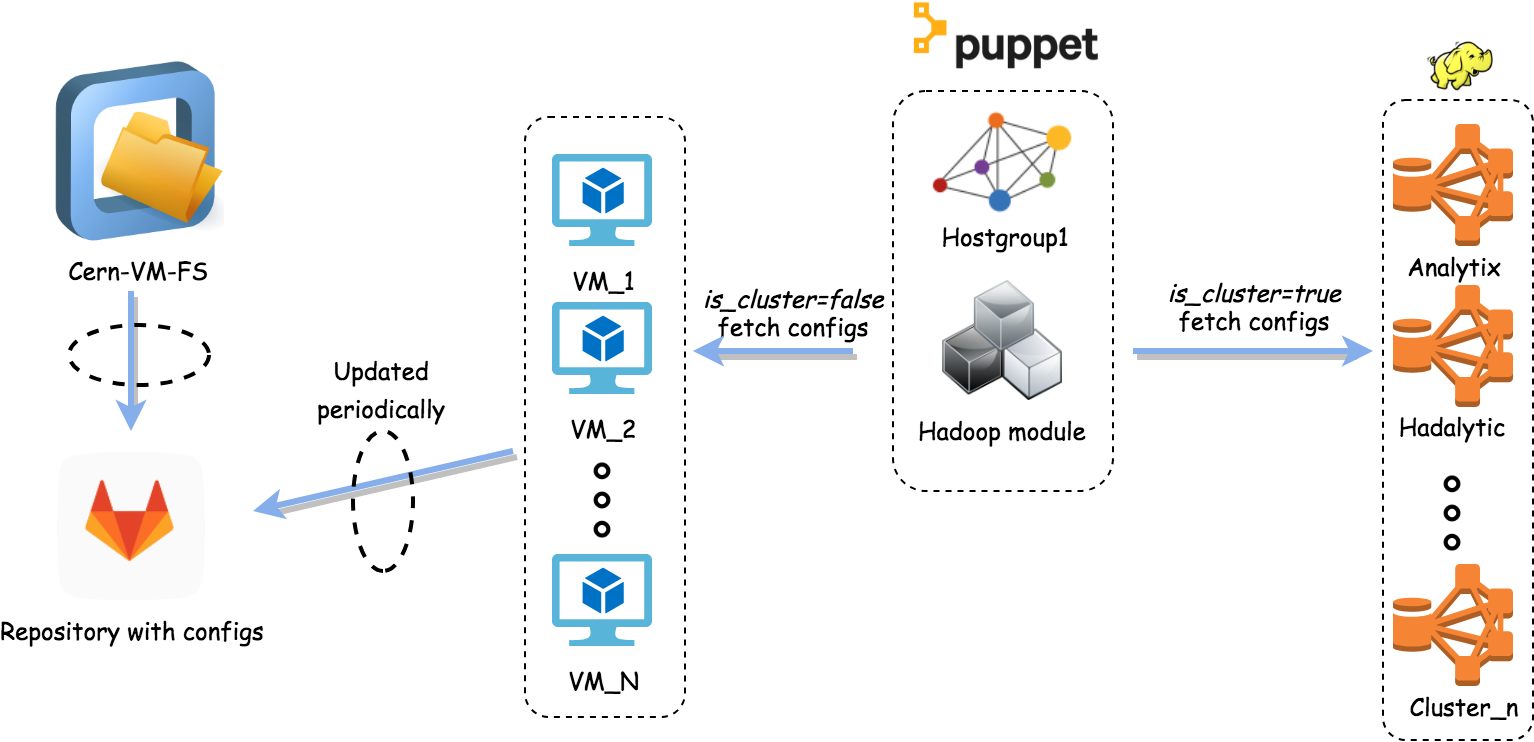 puppet
Cern-VM-FS
Updated
periodically
Repository with configs
VM_1
VM_2
VM_N
is_cluster=false
fetch configs
Hostgroup1
Hadoop module
is_cluster=true
fetch configs
Analytix
Hadalytic
Cluster_n